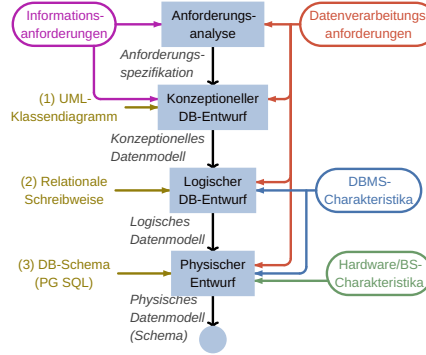 Informations-
anforderungen
Anforderungs-
analyse
Datenverarbeitungs
anforderungen
Anforderungs-
spezifikation
(1) UML-
Klassendiagramm
Konzeptioneller
DB-Entwurf
Konzeptionelles
Datenmodell
(2) Relationale
Schreibweise
Logischer
DB-Entwurf
DBMS-
Charakteristika
Logisches
Datenmodell
(3) DB-Schema
(PG SQL)
Physischer
Entwurf
Hardware/BS-
Charakteristika
Physisches
Datenmodell
(Schema)